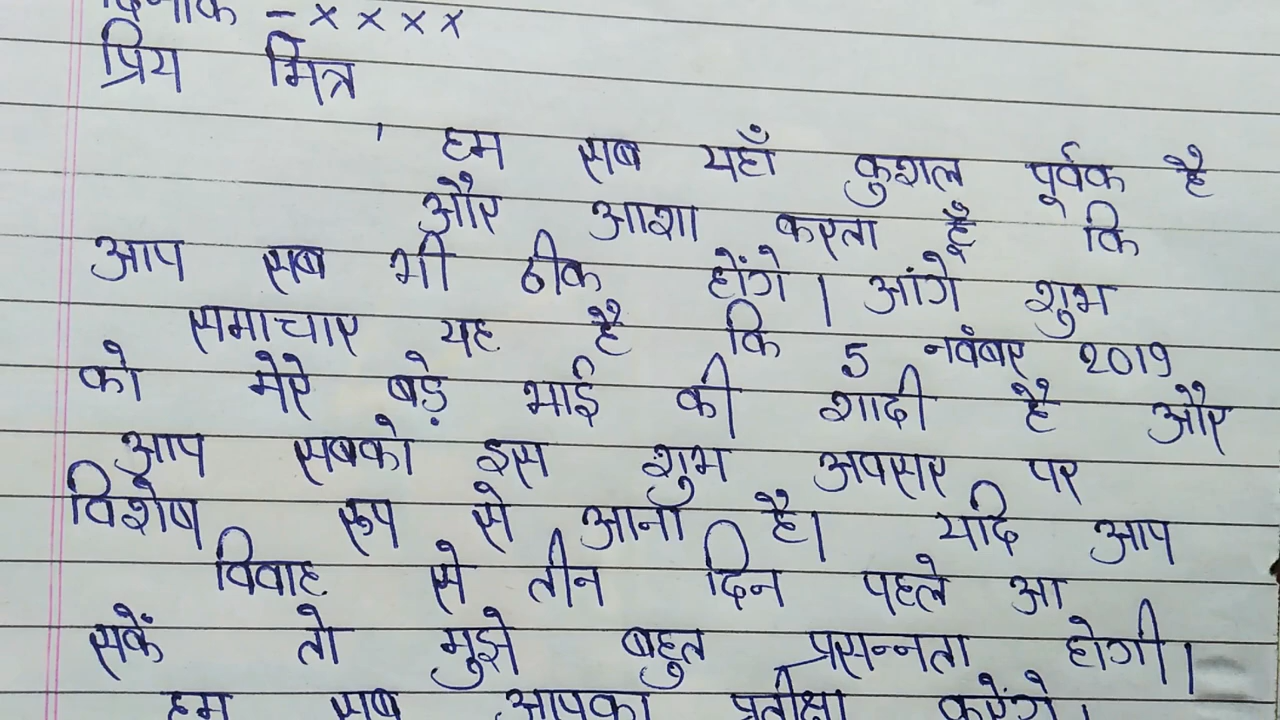 दिनांक - x x x x
प्रिय मित्र
' हम सब यहाँ कुशल पूर्वक है
और आशा करता हूँ कि
आप सब भी ठीक होंगे। आंगे शुभ
समाचार यह है कि 5 नवंबर 2019
को मेरे बड़े भाई की शादी है और
आप सबको इस शुभ अवसर पर
विशेष रूप से आना है। यदि आप
विवाह से तीन दिन पहले आ
सकें तो मुझे बहुत प्रसन्नता होगी।
हम सब आपका प्रतीक्षा करेंगे।